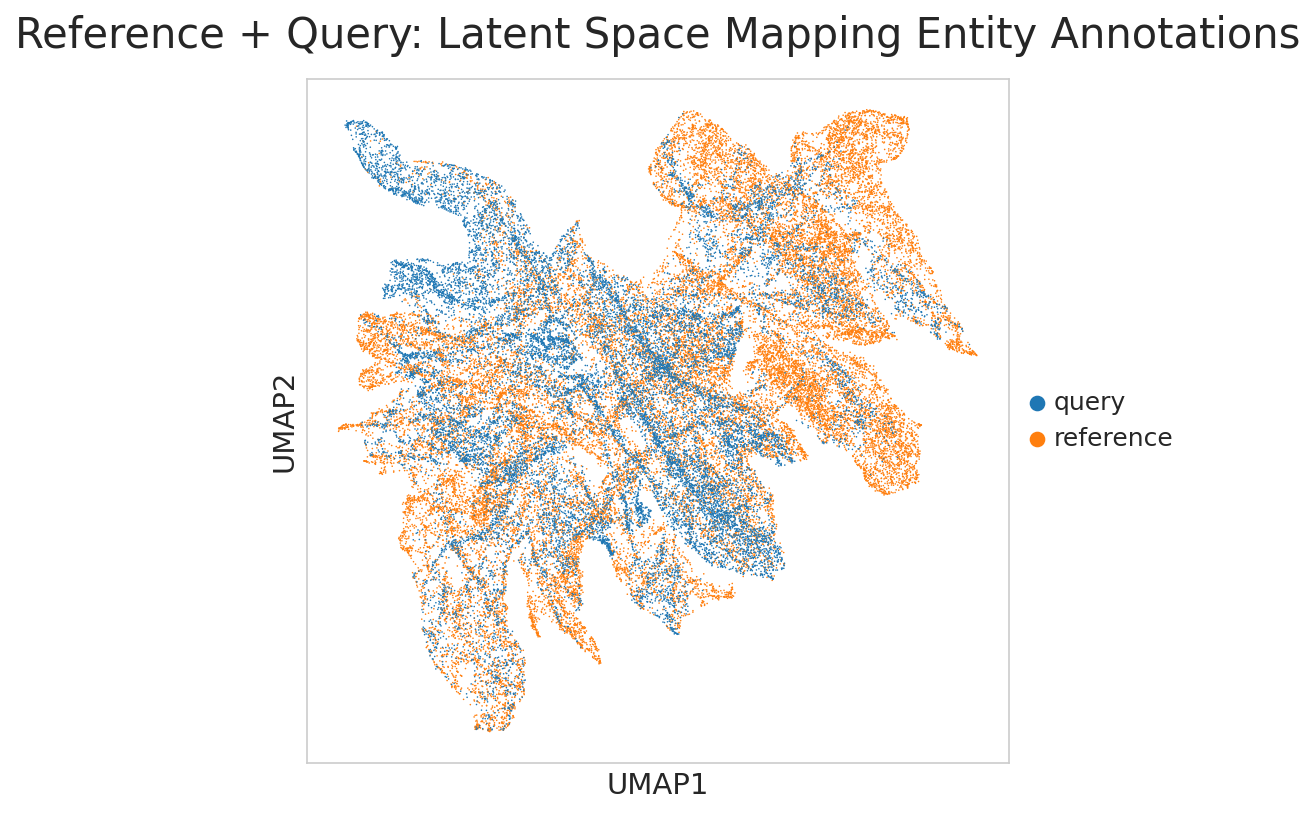 Reference + Query: Latent Space Mapping Entity Annotations
UMAP2
query
reference
UMAP1